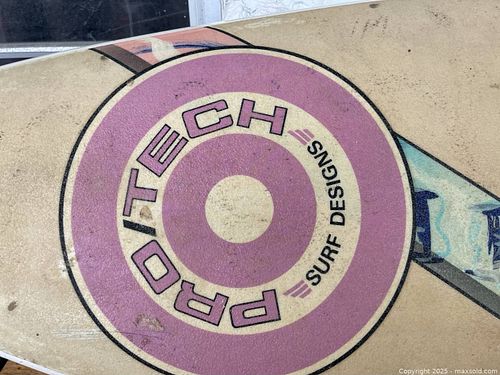 PRO/TECH
SURF DESIGNS
Copyright 2025 - maxsold.com